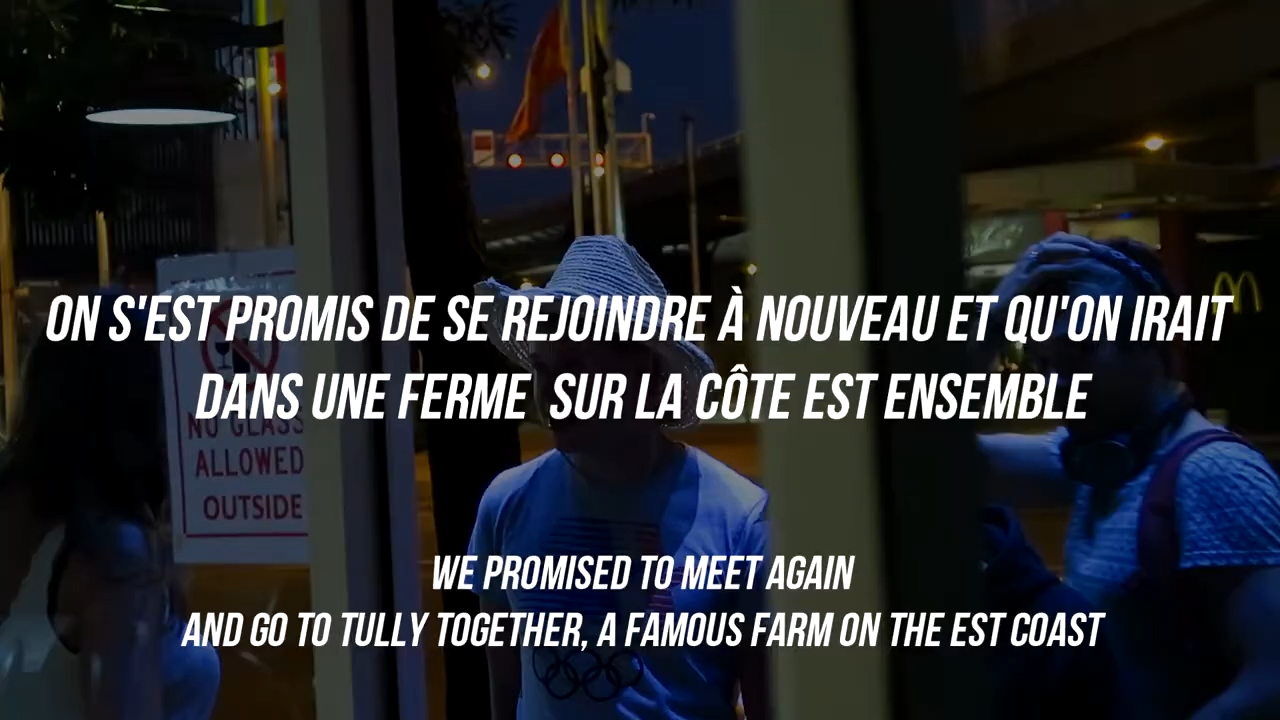 ON S'EST PROMIS DE SE REJOINDRE À NOUVEAU ET QU'ON IRAIT
DANS UNE FERME  SUR LA CÔTE EST ENSEMBLE
NO GLASS
ALLOWED
OUTSIDE
WE PROMISED TO MEET AGAIN
AND GO TO TULLY TOGETHER, A FAMOUS FARM ON THE EST COAST